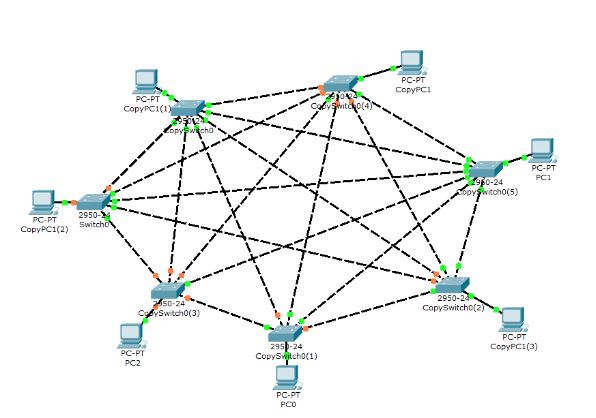 PC-PT
CopyPC1
PC-PT
CopyPC1(1)
2950-24
CopySwitch0(4)
2950-24
CopySwitch0
PC-PT
PC1
2950-24
CopySwitch0(5)
2950-24
Switch0
PC-PT
CopyPC1(2)
2950-24
CopySwitch0(3)
2950-24
CopySwitch0(2)
PC-PT
CopyPC1(3)
2950-24
CopySwitch0(1)
PC-PT
PC2
PC-PT
PC0